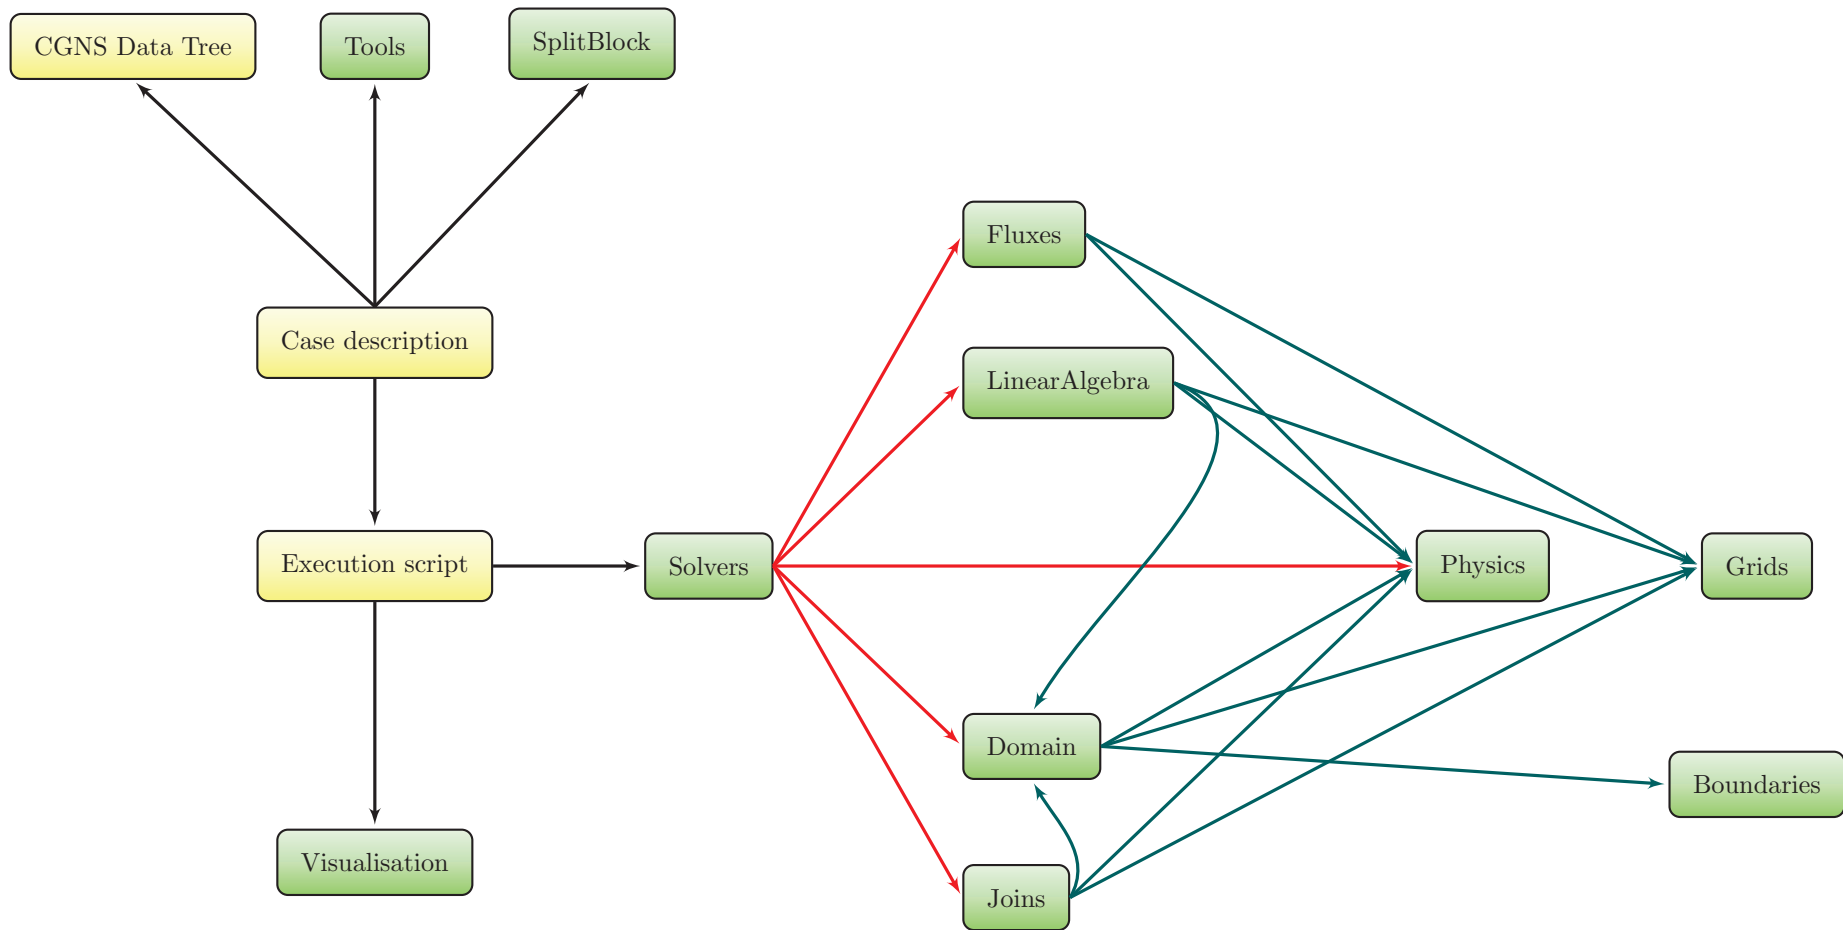 CGNS Data Tree
Tools
SplitBlock
Fluxes
Case description
LinearAlgebra
Execution script
Solvers
Physics
Grids
Domain
Boundaries
Visualisation
Joins